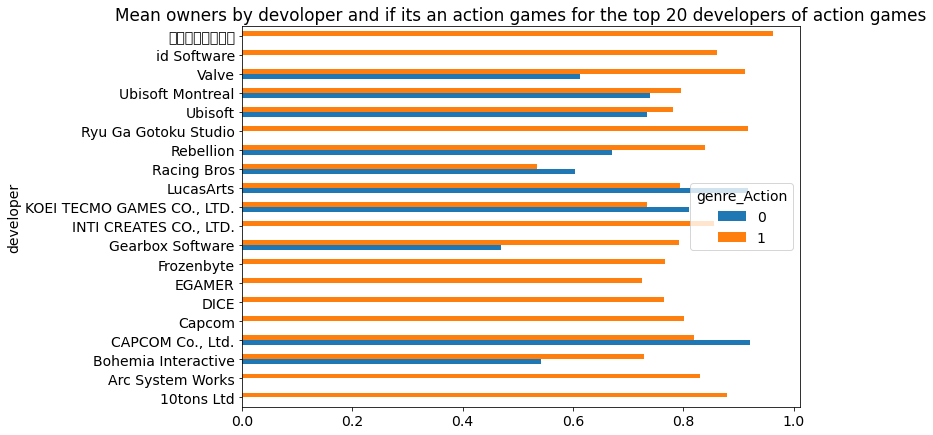 Mean owners by devoloper and if its an action games for the top 20 developers of action games
id Software
Valve
Ubisoft Montreal
Ubisoft
Ryu Ga Gotoku Studio
Rebellion
Racing Bros
LucasArts
KOEI TECMO GAMES CO., LTD.
INTI CREATES CO., LTD.
Gearbox Software
Frozenbyte
EGAMER
DICE
Capcom
CAPCOM Co., Ltd.
Bohemia Interactive
Arc System Works
10tons Ltd
developer
genre_Action
0
1
0.0 0.2 0.4 0.6 0.8 1.0